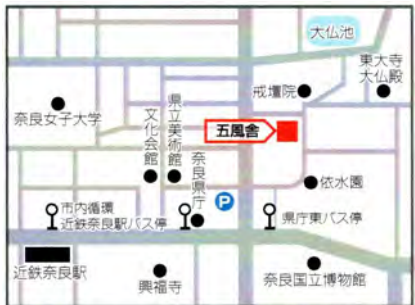 大仏池
東大寺
大仏殿
戒壇院
奈良女子大学
県立美術館
文化会館
五風舎
奈良県庁
依水園
P
市内循環
近鉄奈良駅バス停
県庁東バス停
近鉄奈良駅
興福寺
奈良国立博物館